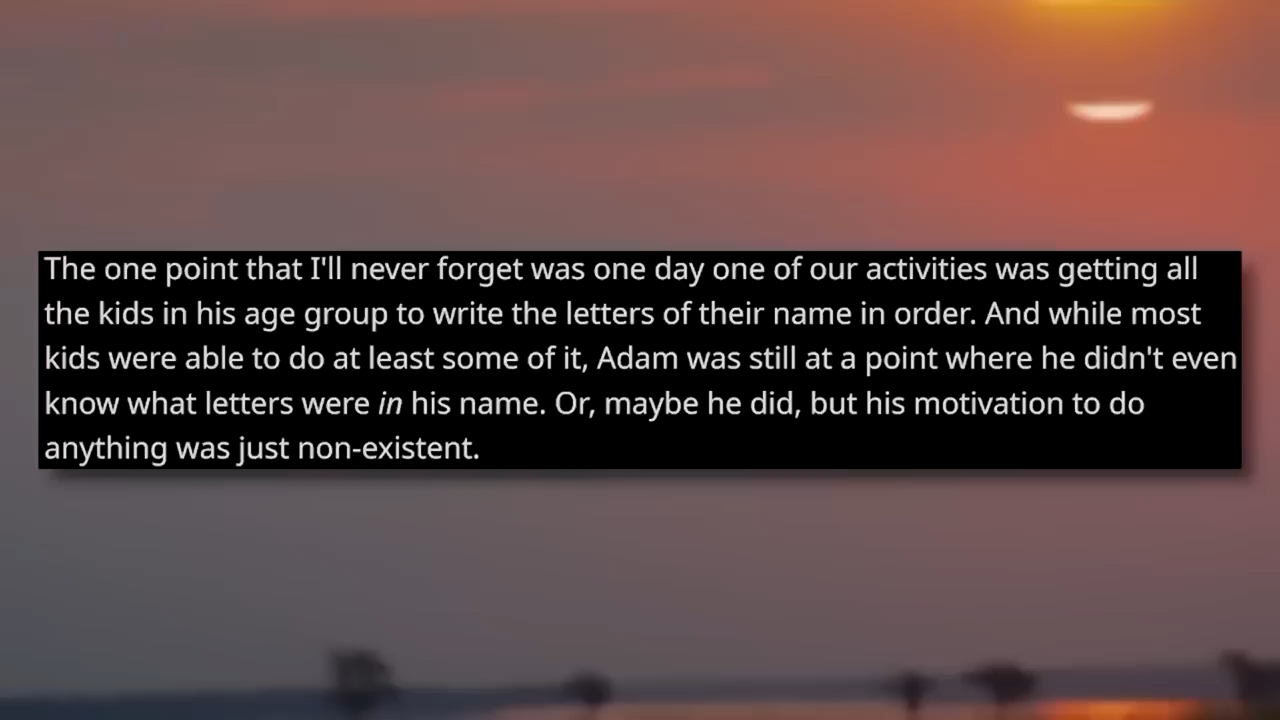 The one point that I'll never forget was one day one of our activities was getting all
the kids in his age group to write the letters of their name in order. And while most
kids were able to do at least some of it, Adam was still at a point where he didn't even
know what letters were in his name. Or, maybe he did, but his motivation to do
anything was just non-existent.